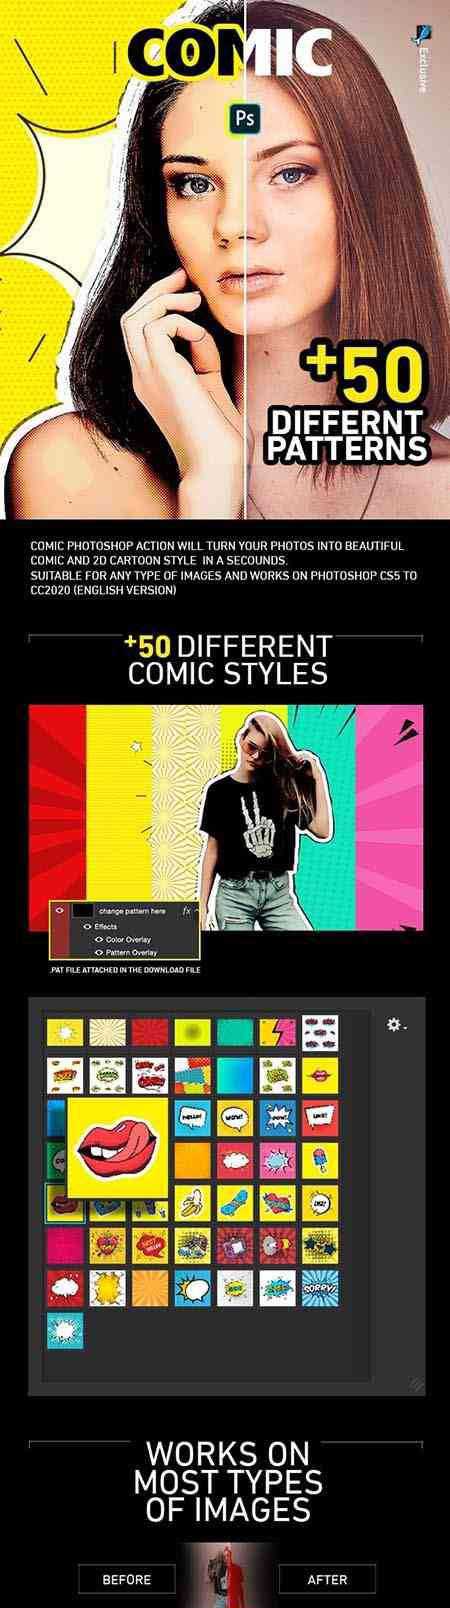 COMIC
Exclusive
Ps
+50
DIFFERNT
PATTERNS
COMIC PHOTOSHOP ACTION WILL TURN YOUR PHOTOS INTO BEAUTIFUL
COMIC AND 2D CARTOON STYLE IN A SECOUNDS.
SUITABLE FOR ANY TYPE OF IMAGES AND WORKS ON PHOTOSHOP CS5 TO
CC2020 (ENGLISH VERSION)
+50 DIFFERENT
COMIC STYLES
change pattern here fx
Effects
Color Overlay
Pattern Overlay
.PAT FILE ATTACHED IN THE DOWNLOAD FILE
SORRY!
WORKS ON
MOST TYPES
OF IMAGES
BEFORE
AFTER